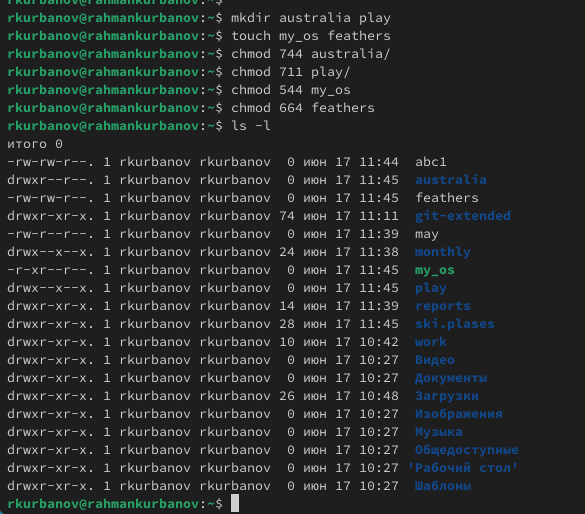 rkurbanov@rahmankurbanov:~$ mkdir australia play
rkurbanov@rahmankurbanov:~$ touch my_os feathers
rkurbanov@rahmankurbanov:~$ chmod 744 australia/
rkurbanov@rahmankurbanov:~$ chmod 711 play/
rkurbanov@rahmankurbanov:~$ chmod 544 my_os
rkurbanov@rahmankurbanov:~$ chmod 664 feathers
rkurbanov@rahmankurbanov:~$ ls -l
итого 0
-rw-rw-r--. 1 rkurbanov rkurbanov  0 июн 17 11:44  abc1
drwxr--r--. 1 rkurbanov rkurbanov  0 июн 17 11:45  australia
-rw-rw-r--. 1 rkurbanov rkurbanov  0 июн 17 11:45  feathers
drwxr-xr-x. 1 rkurbanov rkurbanov 74 июн 17 11:11  git-extended
-rw-r--r--. 1 rkurbanov rkurbanov  0 июн 17 11:39  may
drwx--x--x. 1 rkurbanov rkurbanov 24 июн 17 11:38  monthly
-r-xr--r--. 1 rkurbanov rkurbanov  0 июн 17 11:45  my_os
drwx--x--x. 1 rkurbanov rkurbanov  0 июн 17 11:45  play
drwxr-xr-x. 1 rkurbanov rkurbanov 14 июн 17 11:39  reports
drwxr-xr-x. 1 rkurbanov rkurbanov 28 июн 17 11:45  ski.plases
drwxr-xr-x. 1 rkurbanov rkurbanov 10 июн 17 10:42  work
drwxr-xr-x. 1 rkurbanov rkurbanov  0 июн 17 10:27  Видео
drwxr-xr-x. 1 rkurbanov rkurbanov  0 июн 17 10:27  Документы
drwxr-xr-x. 1 rkurbanov rkurbanov 26 июн 17 10:48  Загрузки
drwxr-xr-x. 1 rkurbanov rkurbanov  0 июн 17 10:27  Изображения
drwxr-xr-x. 1 rkurbanov rkurbanov  0 июн 17 10:27  Музыка
drwxr-xr-x. 1 rkurbanov rkurbanov  0 июн 17 10:27  Общедоступные
drwxr-xr-x. 1 rkurbanov rkurbanov  0 июн 17 10:27 'Рабочий стол'
drwxr-xr-x. 1 rkurbanov rkurbanov  0 июн 17 10:27  Шаблоны
rkurbanov@rahmankurbanov:~$